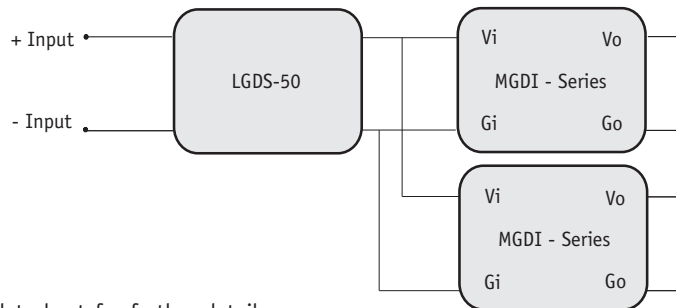 + Input
- Input
LGDS-50
Vi Vo
MGDI - Series
Gi Go
Vi Vo
MGDI - Series
Gi Go